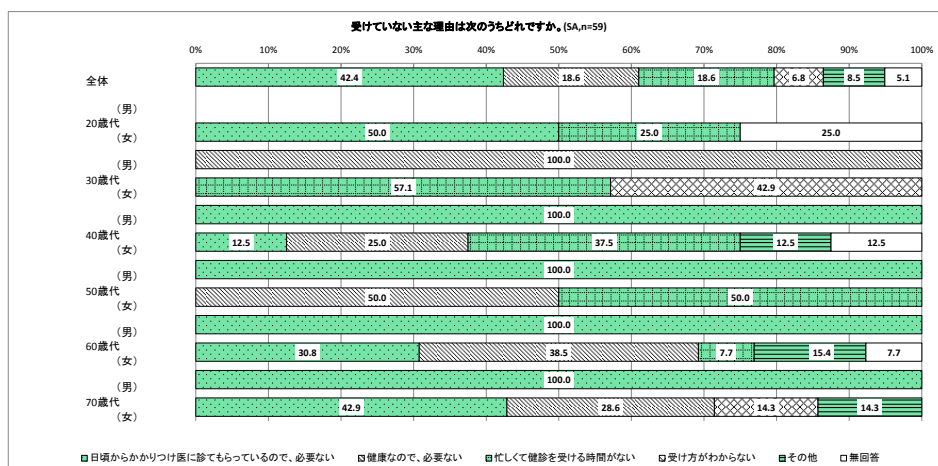 受けていない主な理由は次のうちどれですか。(SA,n=59)
0% 10% 20% 30% 40% 50% 60% 70% 80% 90% 100%
全体 42.4 18.6 18.6 6.8 8.5 5.1
（男）
20歳代
（女） 50.0 25.0 25.0
（男） 100.0
30歳代
（女） 57.1 42.9
（男） 100.0
40歳代
（女） 12.5 25.0 37.5 12.5 12.5
（男） 100.0
50歳代
（女） 50.0 50.0
（男） 100.0
60歳代
（女） 30.8 38.5 7.7 15.4 7.7
（男） 100.0
70歳代
（女） 42.9 28.6 14.3 14.3
日頃からかかりつけ医に診てもらっているので、必要ない 健康なので、必要ない 忙しくて健診を受ける時間がない 受け方がわからない その他 無回答